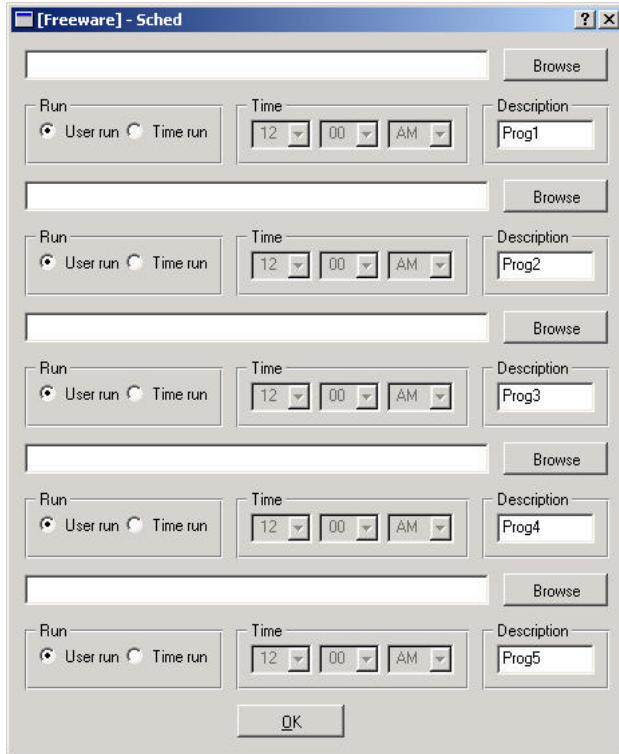 [Freeware] - Sched
Browse
Run Time Description
User run Time run 12 00 AM Prog1
Browse
Run Time Description
User run Time run 12 00 AM Prog2
Browse
Run Time Description
User run Time run 12 00 AM Prog3
Browse
Run Time Description
User run Time run 12 00 AM Prog4
Browse
Run Time Description
User run Time run 12 00 AM Prog5
OK